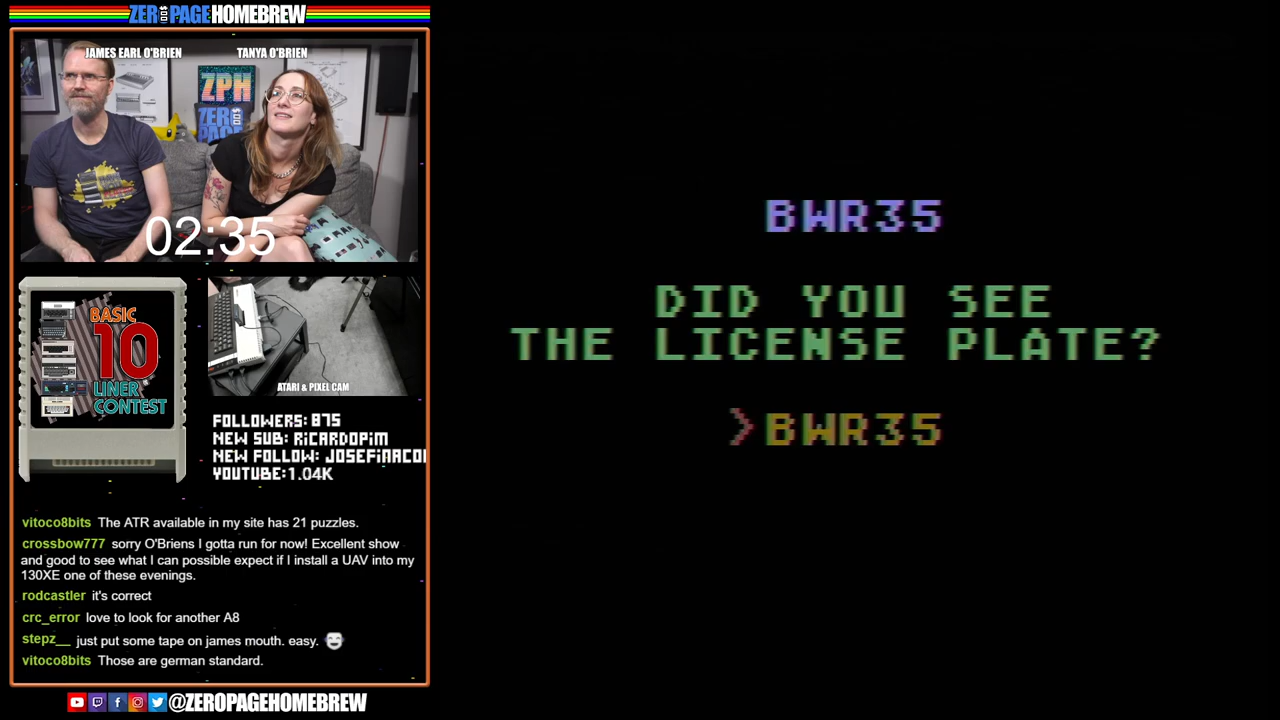 ZEROPAGE HOMEBREW
JAMES EARL O'BRIEN
TANYA O'BRIEN
ZPH
ZERO
PAGE
02:35
BASIC
10
LINER
CONTEST
ATARI & PIXEL CAM
FOLLOWERS: 875
NEW SUB: RICARDOPIM
NEW FOLLOW: JOSEFINACO
YOUTUBE:1.04K
vitoco8bits The ATR available in my site has 21 puzzles.
crossbow777 sorry O'Briens I gotta run for now! Excellent show
and good to see what I can possible expect if I install a UAV into my
130XE one of these evenings.
rodcastler it's correct
crc_error love to look for another A8
stepz__ just put some tape on james mouth. easy.
vitoco8bits Those are german standard.
@ZEROPAGEHOMEBREW
BWR35
DID YOU SEE
THE LICENSE PLATE?
>BWR35